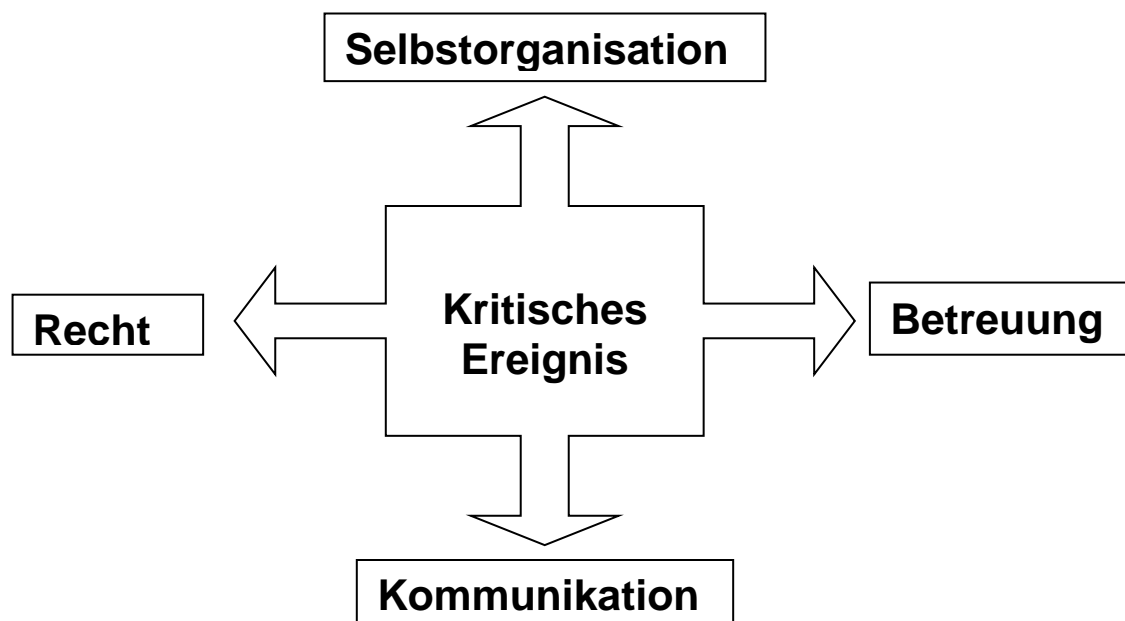 Selbstorganisation
Recht
Kritisches
Ereignis
Betreuung
Kommunikation